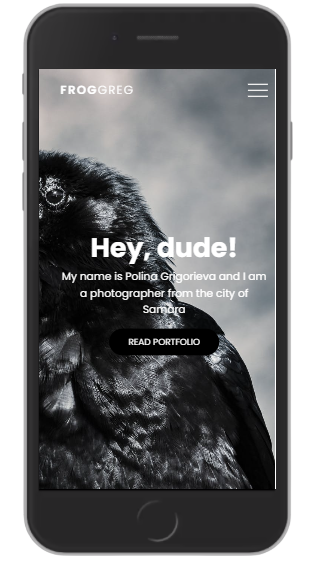 FROGGREG
Hey, dude!
My name is Polina Grigorieva and I am
a photographer from the city of
Samara
READ PORTFOLIO